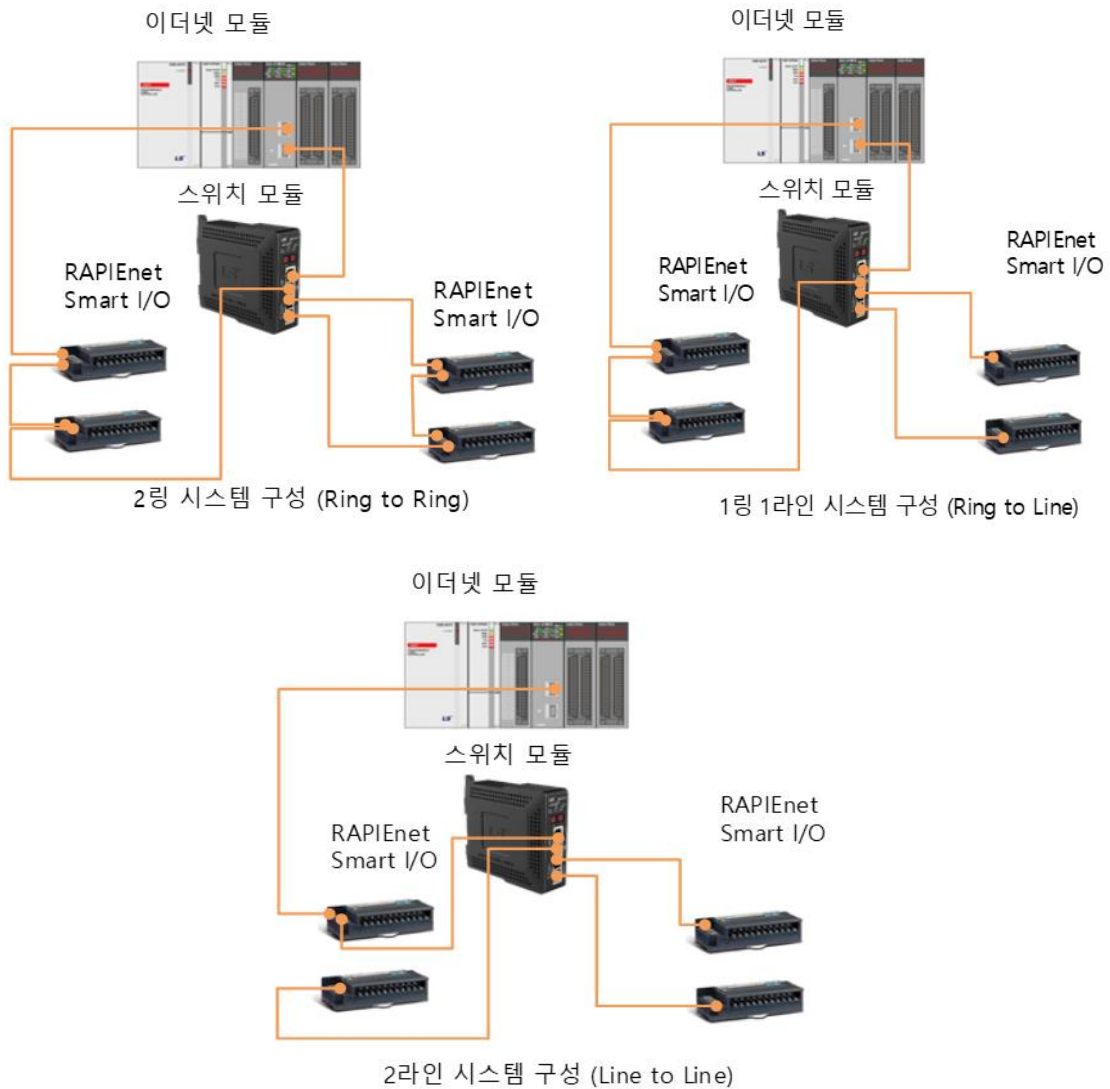 이더넷 모듈
스위치 모듈
RAPIEnet
Smart I/O
RAPIEnet
Smart I/O
2링 시스템 구성 (Ring to Ring)
이더넷 모듈
스위치 모듈
RAPIEnet
Smart I/O
RAPIEnet
Smart I/O
1링 1라인 시스템 구성 (Ring to Line)
이더넷 모듈
스위치 모듈
RAPIEnet
Smart I/O
RAPIEnet
Smart I/O
2라인 시스템 구성 (Line to Line)